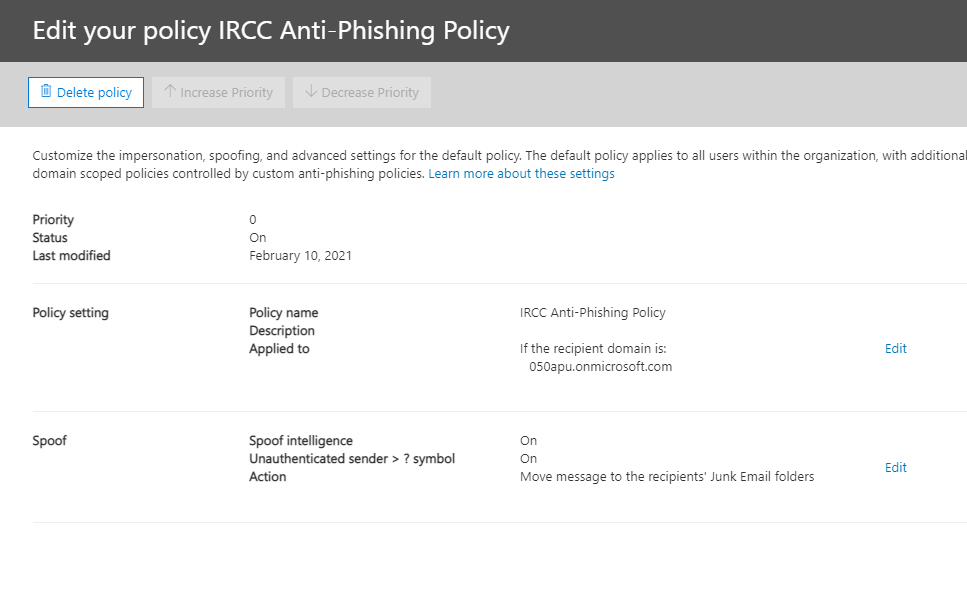 Edit your policy IRCC Anti-Phishing Policy
Delete policy
Increase Priority
Decrease Priority
Customize the impersonation, spoofing, and advanced settings for the default policy. The default policy applies to all users within the organization, with additional
domain scoped policies controlled by custom anti-phishing policies. Learn more about these settings
Priority 0
Status On
Last modified February 10, 2021
Policy setting Policy name IRCC Anti-Phishing Policy
Description
Applied to If the recipient domain is: Edit
050apu.onmicrosoft.com
Spoof Spoof intelligence On
Unauthenticated sender > ? symbol On
Edit
Action Move message to the recipients' Junk Email folders